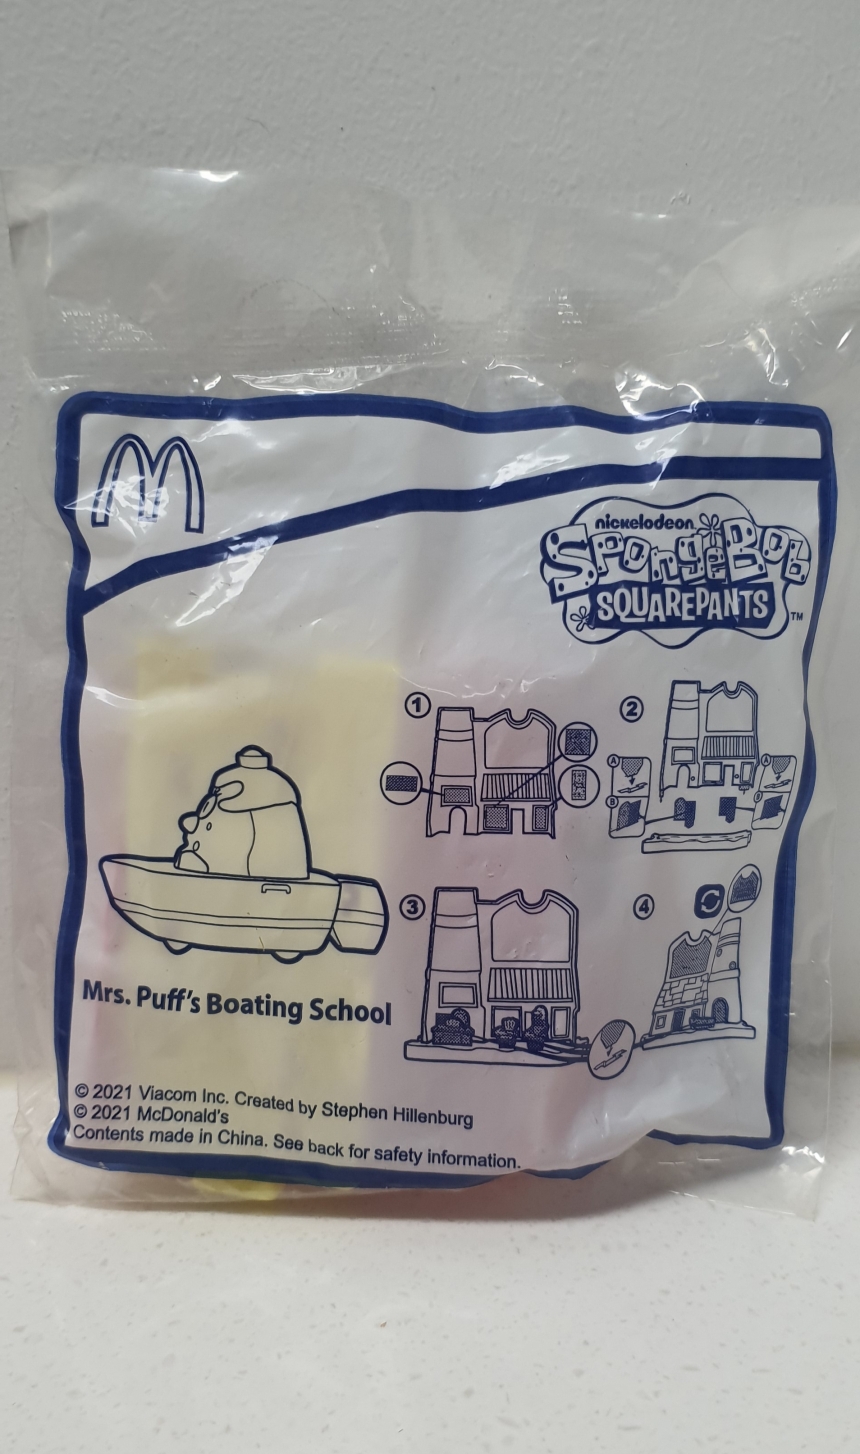 M
nickelodeon
SpongeBob
SQUAREPANTS ™
1
2
A
A
B
B
3
4
Mrs. Puff's Boating School
© 2021 Viacom Inc. Created by Stephen Hillenburg
© 2021 McDonald's
Contents made in China. See back for safety information.